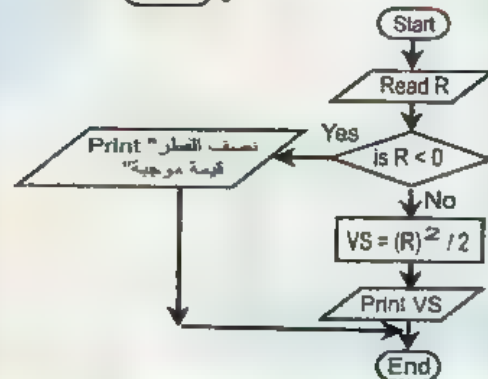 Start
Read R
is R < 0
Yes
Print "نصف القطر
قيمة موجبة"
No
VS = (R)² / 2
Print VS
End